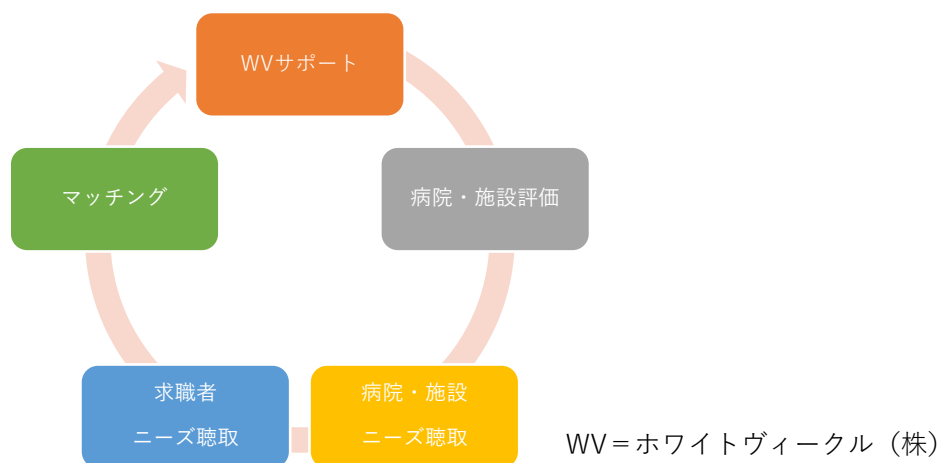 WVサポート
マッチング
病院・施設評価
求職者
ニーズ聴取
病院・施設
ニーズ聴取
WV＝ホワイトヴィークル（株）